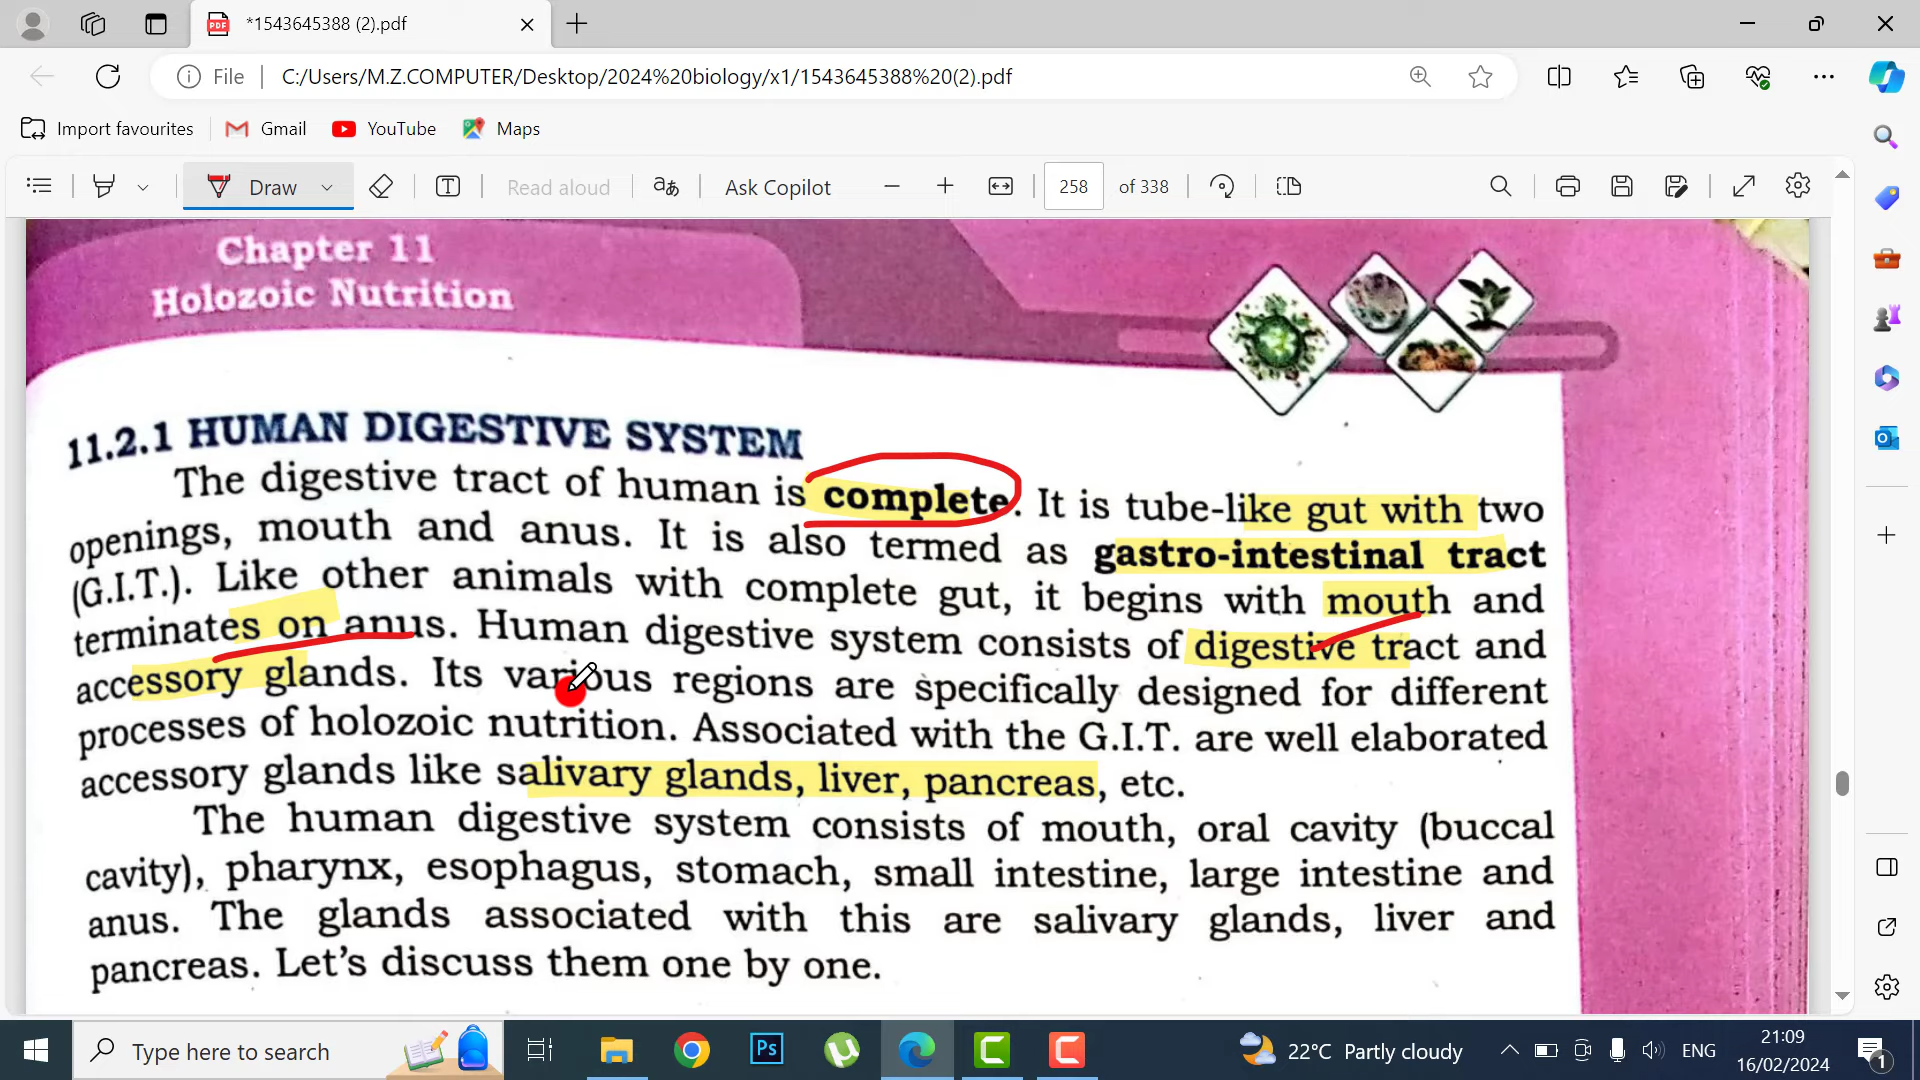 *1543645388 (2).pdf
File
C:/Users/M.Z.COMPUTER/Desktop/2024%20biology/x1/1543645388%20(2).pdf
Import favourites
Gmail
YouTube
Maps
Draw
Read aloud
Ask Copilot
258
of 338
Chapter 11
Holozoic Nutrition
11.2.1 HUMAN DIGESTIVE SYSTEM
The digestive tract of human is complete. It is tube-like gut with two
openings, mouth and anus. It is also termed as gastro-intestinal tract
(G.I.T.). Like other animals with complete gut, it begins with mouth and
terminates on anus. Human digestive system consists of digestive tract and
accessory glands. Its various regions are specifically designed for different
processes of holozoic nutrition. Associated with the G.I.T. are well elaborated
accessory glands like salivary glands, liver, pancreas, etc.
The human digestive system consists of mouth, oral cavity (buccal
cavity), pharynx, esophagus, stomach, small intestine, large intestine and
anus. The glands associated with this are salivary glands, liver and
pancreas. Let's discuss them one by one.
Type here to search
Ps
22°C Partly cloudy
ENG
21:09
16/02/2024
1